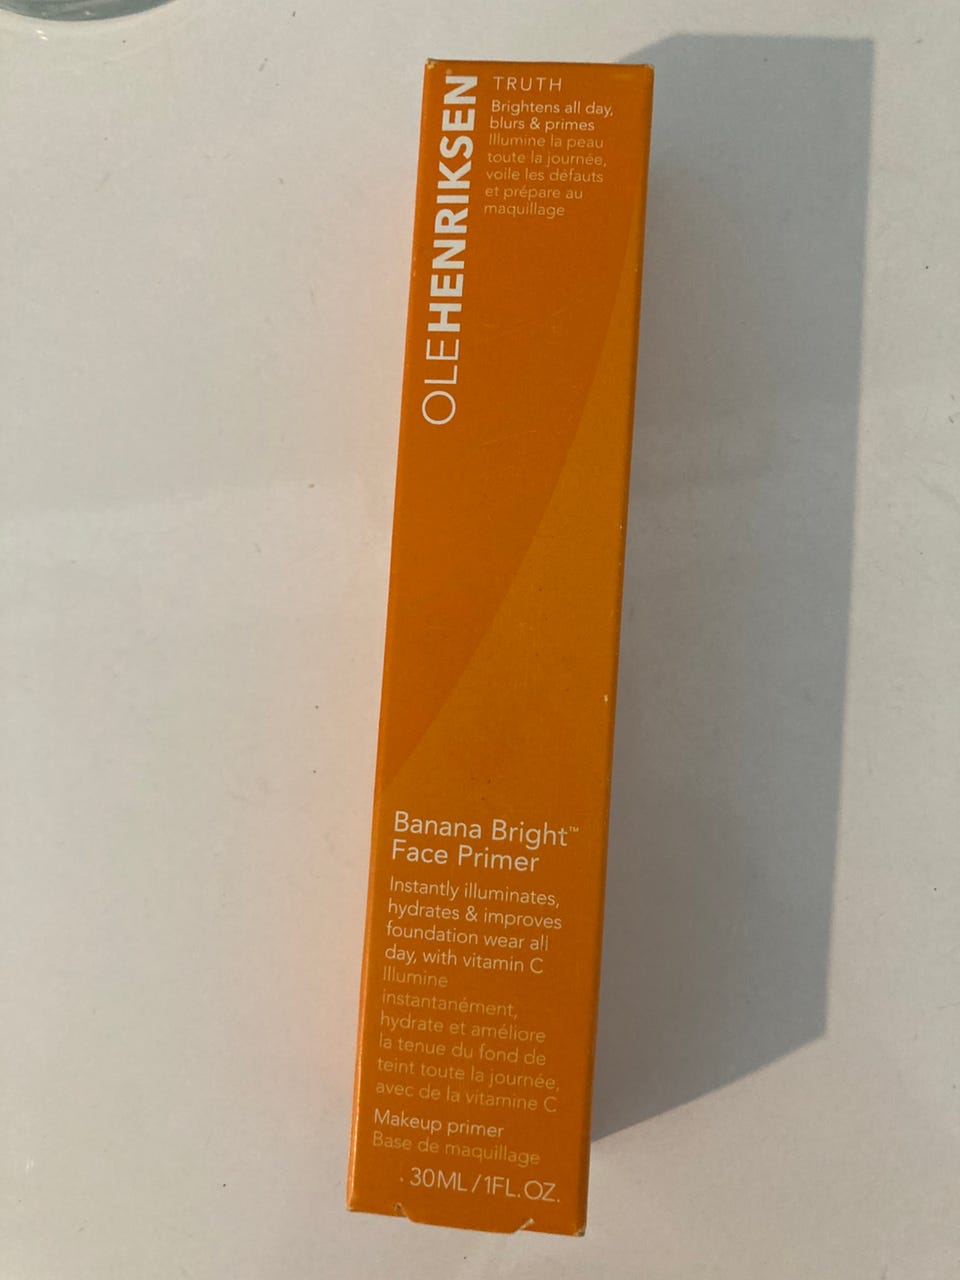 OLEHENRIKSEN®
TRUTH
Brightens all day,
blurs & primes
Illumine la peau
toute la journée,
voile les défauts
et prépare au
maquillage
Banana Bright™
Face Primer
Instantly illuminates,
hydrates & improves
foundation wear all
day, with vitamin C
Illumine
instantanément,
hydrate et améliore
la tenue du fond de
teint toute la journée,
avec de la vitamine C
Makeup primer
Base de maquillage
30ML/1FL.OZ.